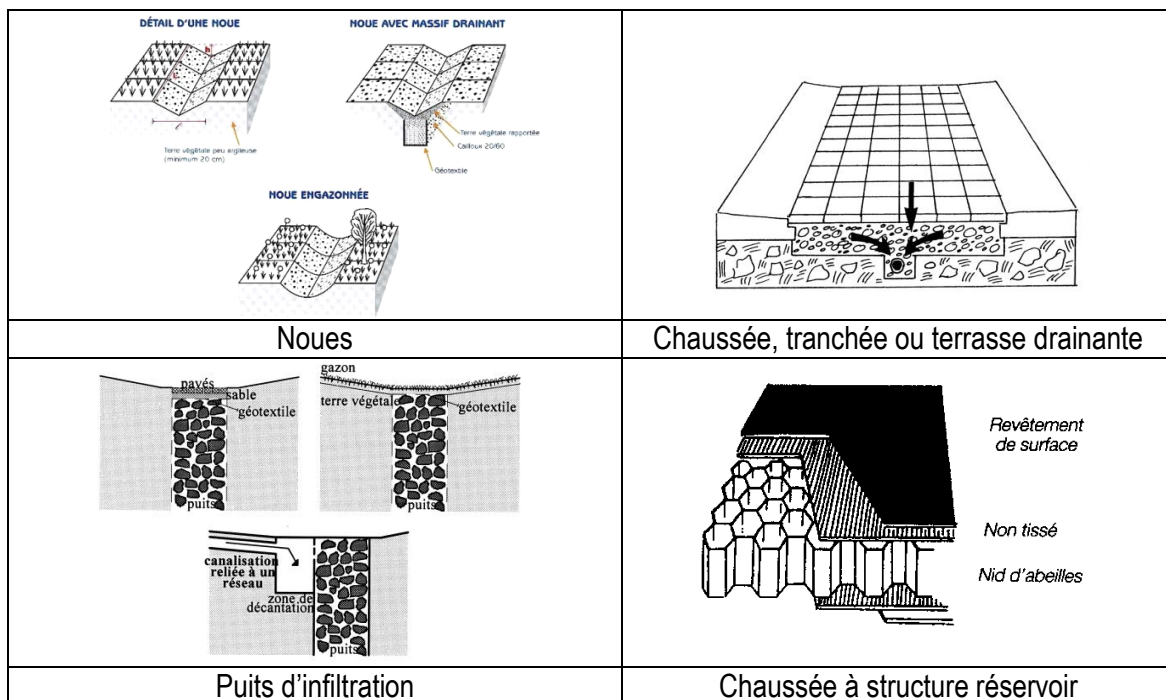 DÉTAIL D'UNE NOUE
NOUE AVEC MASSIF DRAINANT
h
L
l
Terre végétale peu argileuse
(minimum 20 cm)
Terre végétale rapportée
Cailloux 20/60
Géotextile
NOUE ENGAZONNÉE
Noues
Chaussée, tranchée ou terrasse drainante
pavés
sable
géotextile
puits
gazon
terre végétale
géotextile
puits
canalisation
reliée à un
réseau
zone de
décantation
puits
Revêtement
de surface
Non tissé
Nid d'abeilles
Puits d'infiltration
Chaussée à structure réservoir